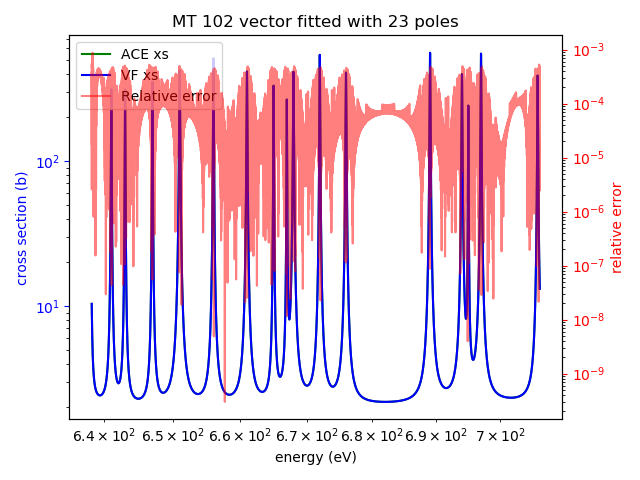 MT 102 vector fitted with 23 poles
ACE xs
VF xs
Relative error
cross section (b)
10²
10¹
relative error
10⁻³
10⁻⁴
10⁻⁵
10⁻⁶
10⁻⁷
10⁻⁸
10⁻⁹
6.4 × 10² 6.5 × 10² 6.6 × 10² 6.7 × 10² 6.8 × 10² 6.9 × 10² 7 × 10²
energy (eV)